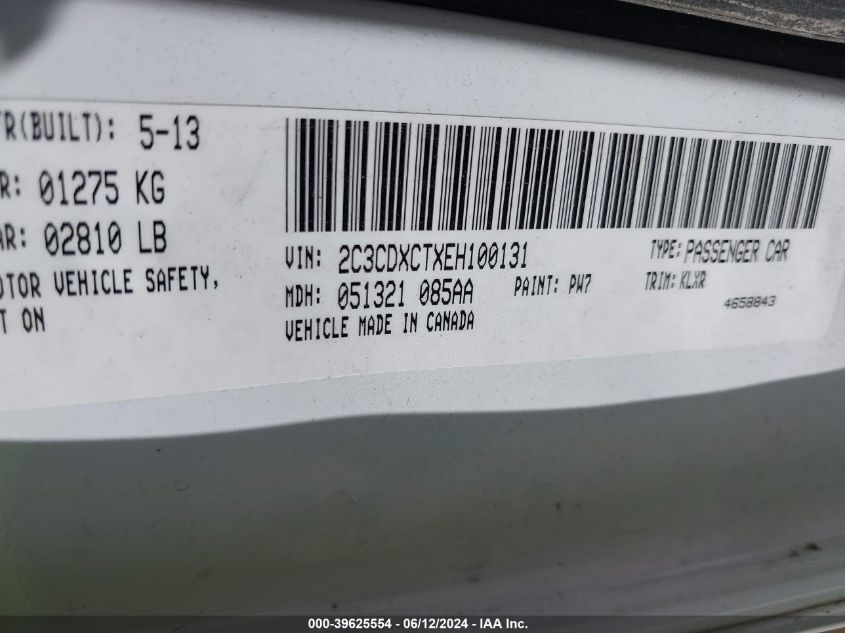 TR(BUILT): 5-13
R: 01275 KG
AR: 02810 LB
OTOR VEHICLE SAFETY,
T ON
VIN: 2C3CDXCTXEH100131
TYPE: PASSENGER CAR
MDH: 051321 085AA
PAINT: PW7
TRIM: KLXR
VEHICLE MADE IN CANADA
4658843
000-39625554 - 06/12/2024 - IAA, Inc.